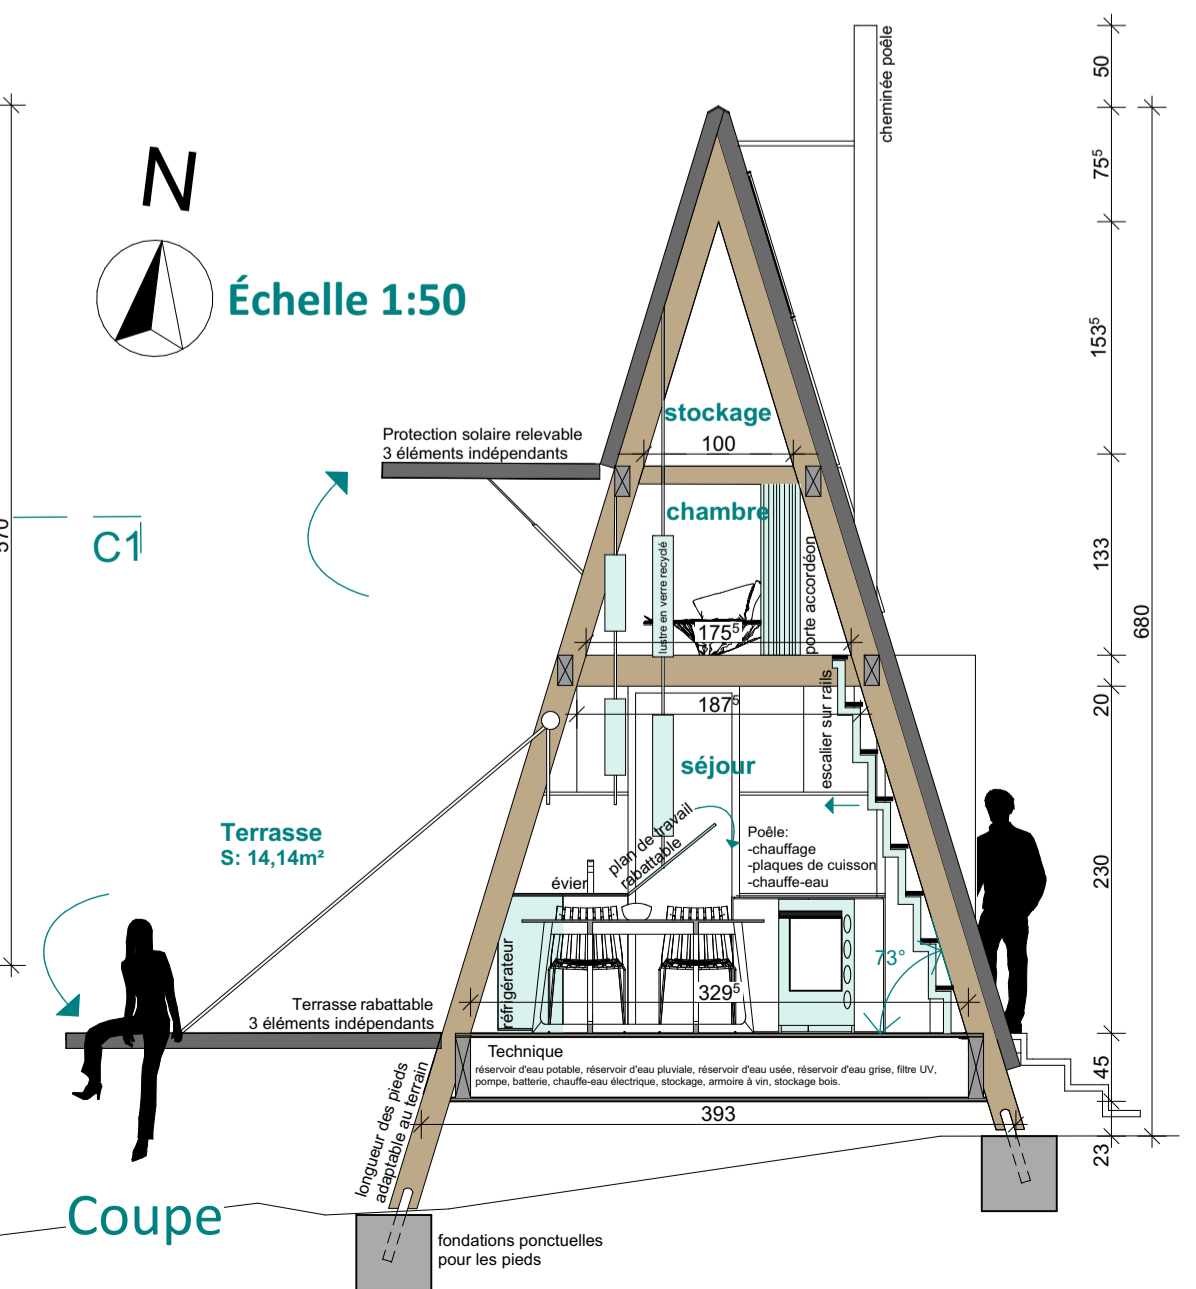 50
cheminée poêle
75⁵
N
Échelle 1:50
153⁵
stockage
100
Protection solaire relevable
3 éléments indépendants
chambre
C1
570
lustre en verre recyclé
porte accordéon
133
175⁵
680
20
187⁵
escalier sur rails
séjour
Terrasse
S: 14,14m²
plan de travail
rabattable
Poêle:
-chauffage
-plaques de cuisson
-chauffe-eau
évier
230
réfrigérateur
73°
329⁵
Terrasse rabattable
3 éléments indépendants
Technique
réservoir d'eau potable, réservoir d'eau pluviale, réservoir d'eau usée, réservoir d'eau grise, filtre UV,
pompe, batterie, chauffe-eau électrique, stockage, armoire à vin, stockage bois.
45
393
longueur des pieds
adaptable au terrain
23
Coupe
fondations ponctuelles
pour les pieds